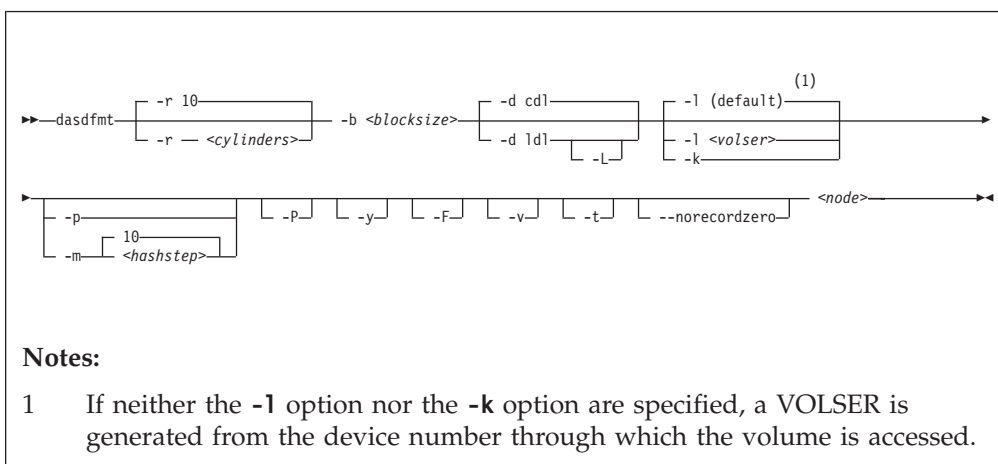 (1)
-r 10 -d cdl -l (default)
dasdfmt -r <cylinders> -b <blocksize> -d ldl -L -l <volser>
-k
-p -P -y -F -v -t --norecordzero <node>
10
-m <hashstep>
Notes:
1 If neither the -l option nor the -k option are specified, a VOLSER is
generated from the device number through which the volume is accessed.